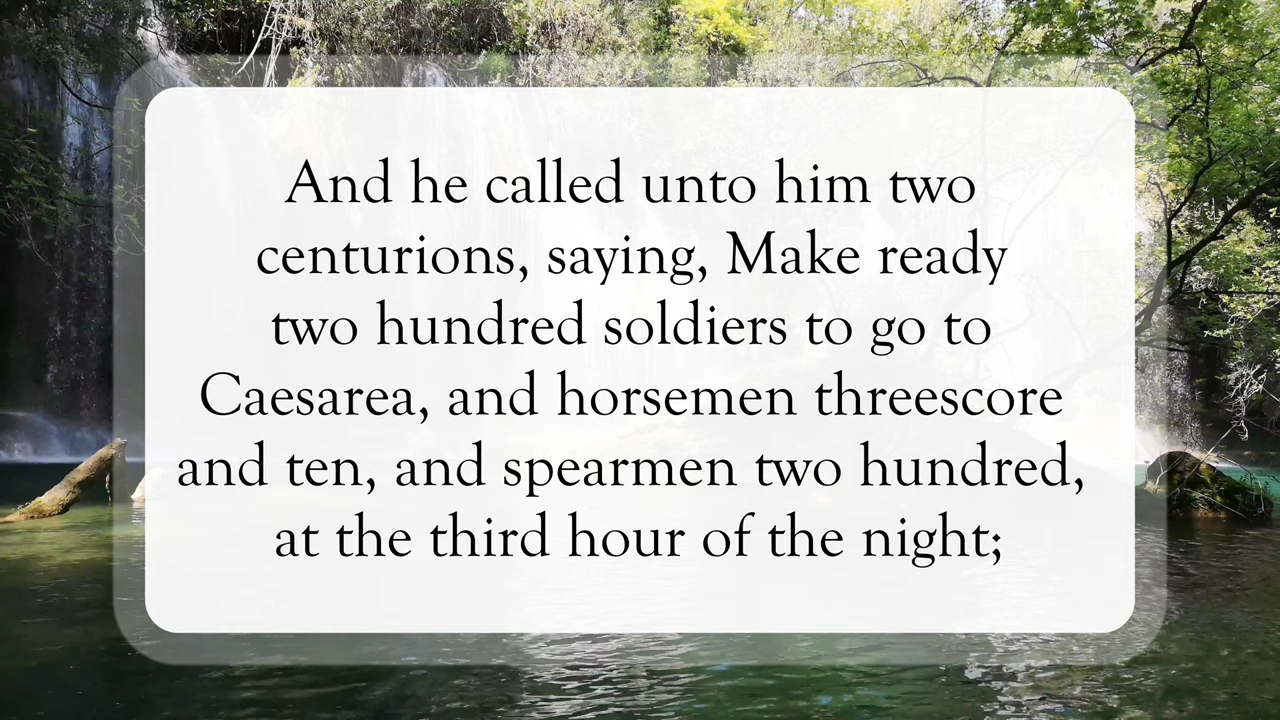 And he called unto him two
centurions, saying, Make ready
two hundred soldiers to go to
Caesarea, and horsemen threescore
and ten, and spearmen two hundred,
at the third hour of the night;